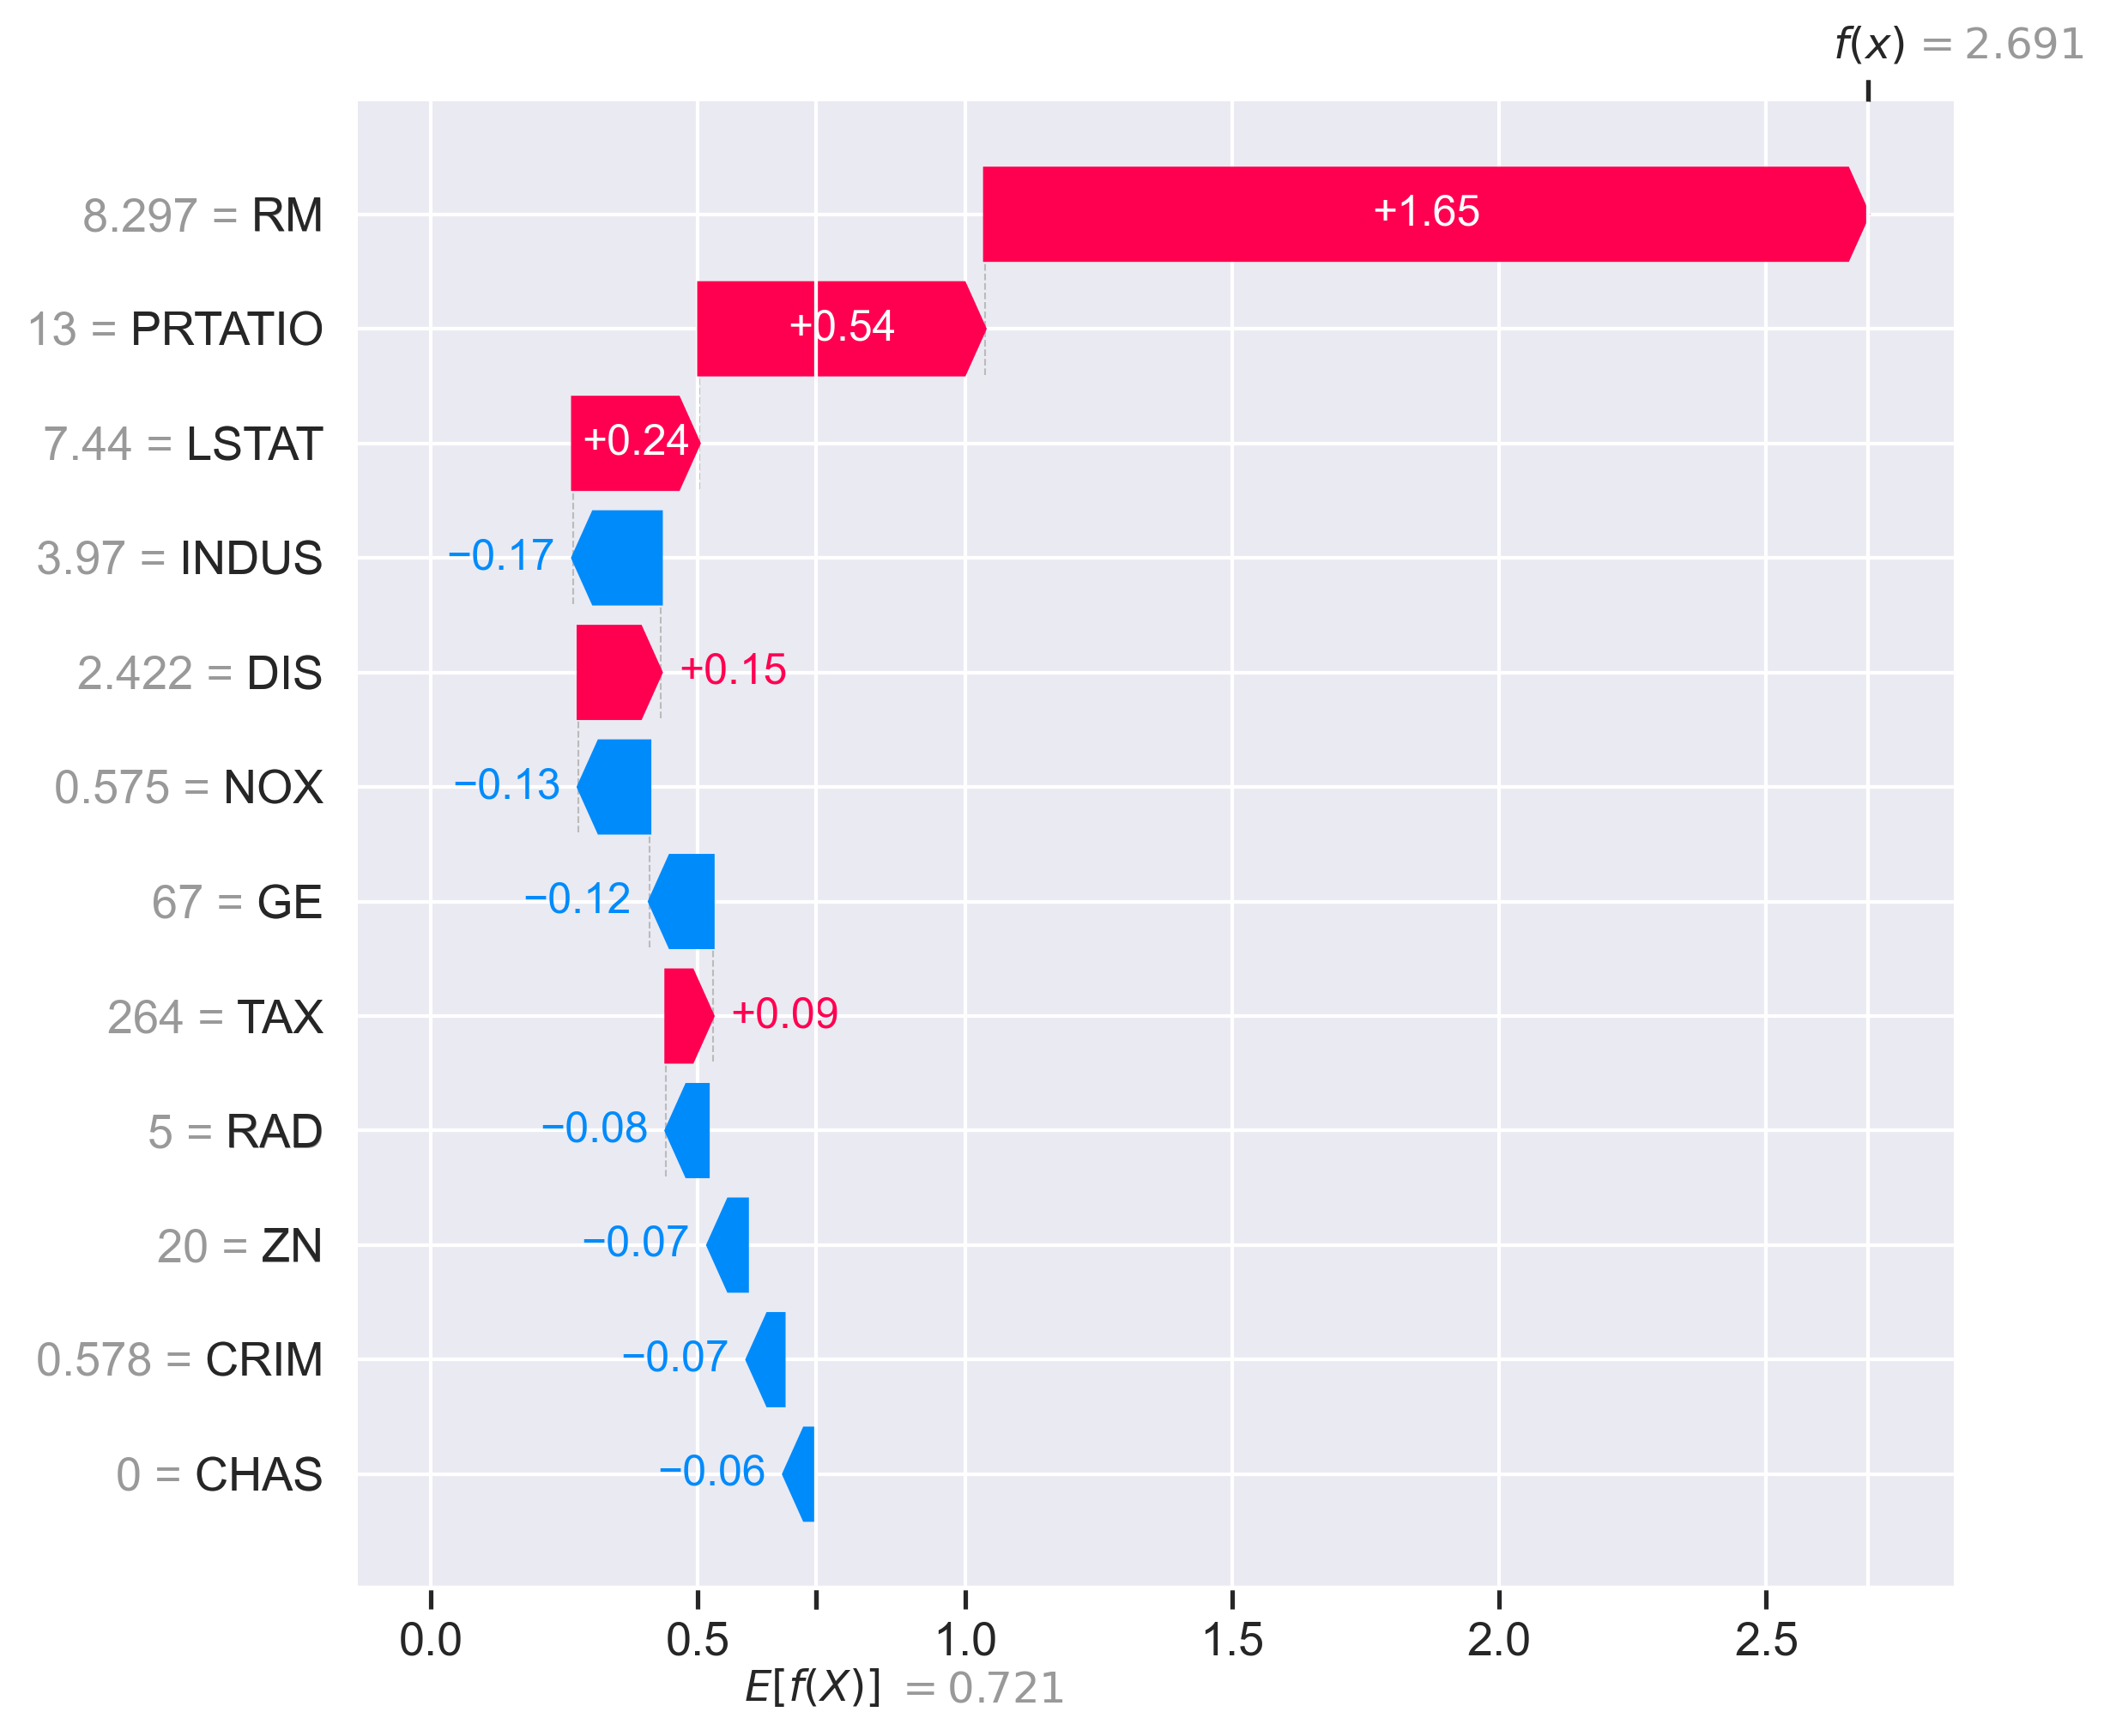 f(x) = 2.691
8.297 = RM
+1.65
13 = PRTATIO
+0.54
7.44 = LSTAT
+0.24
3.97 = INDUS
−0.17
2.422 = DIS
+0.15
0.575 = NOX
−0.13
67 = GE
−0.12
264 = TAX
+0.09
5 = RAD
−0.08
20 = ZN
−0.07
0.578 = CRIM
−0.07
0 = CHAS
−0.06
0.0 0.5 1.0 1.5 2.0 2.5
E[f(X)] = 0.721